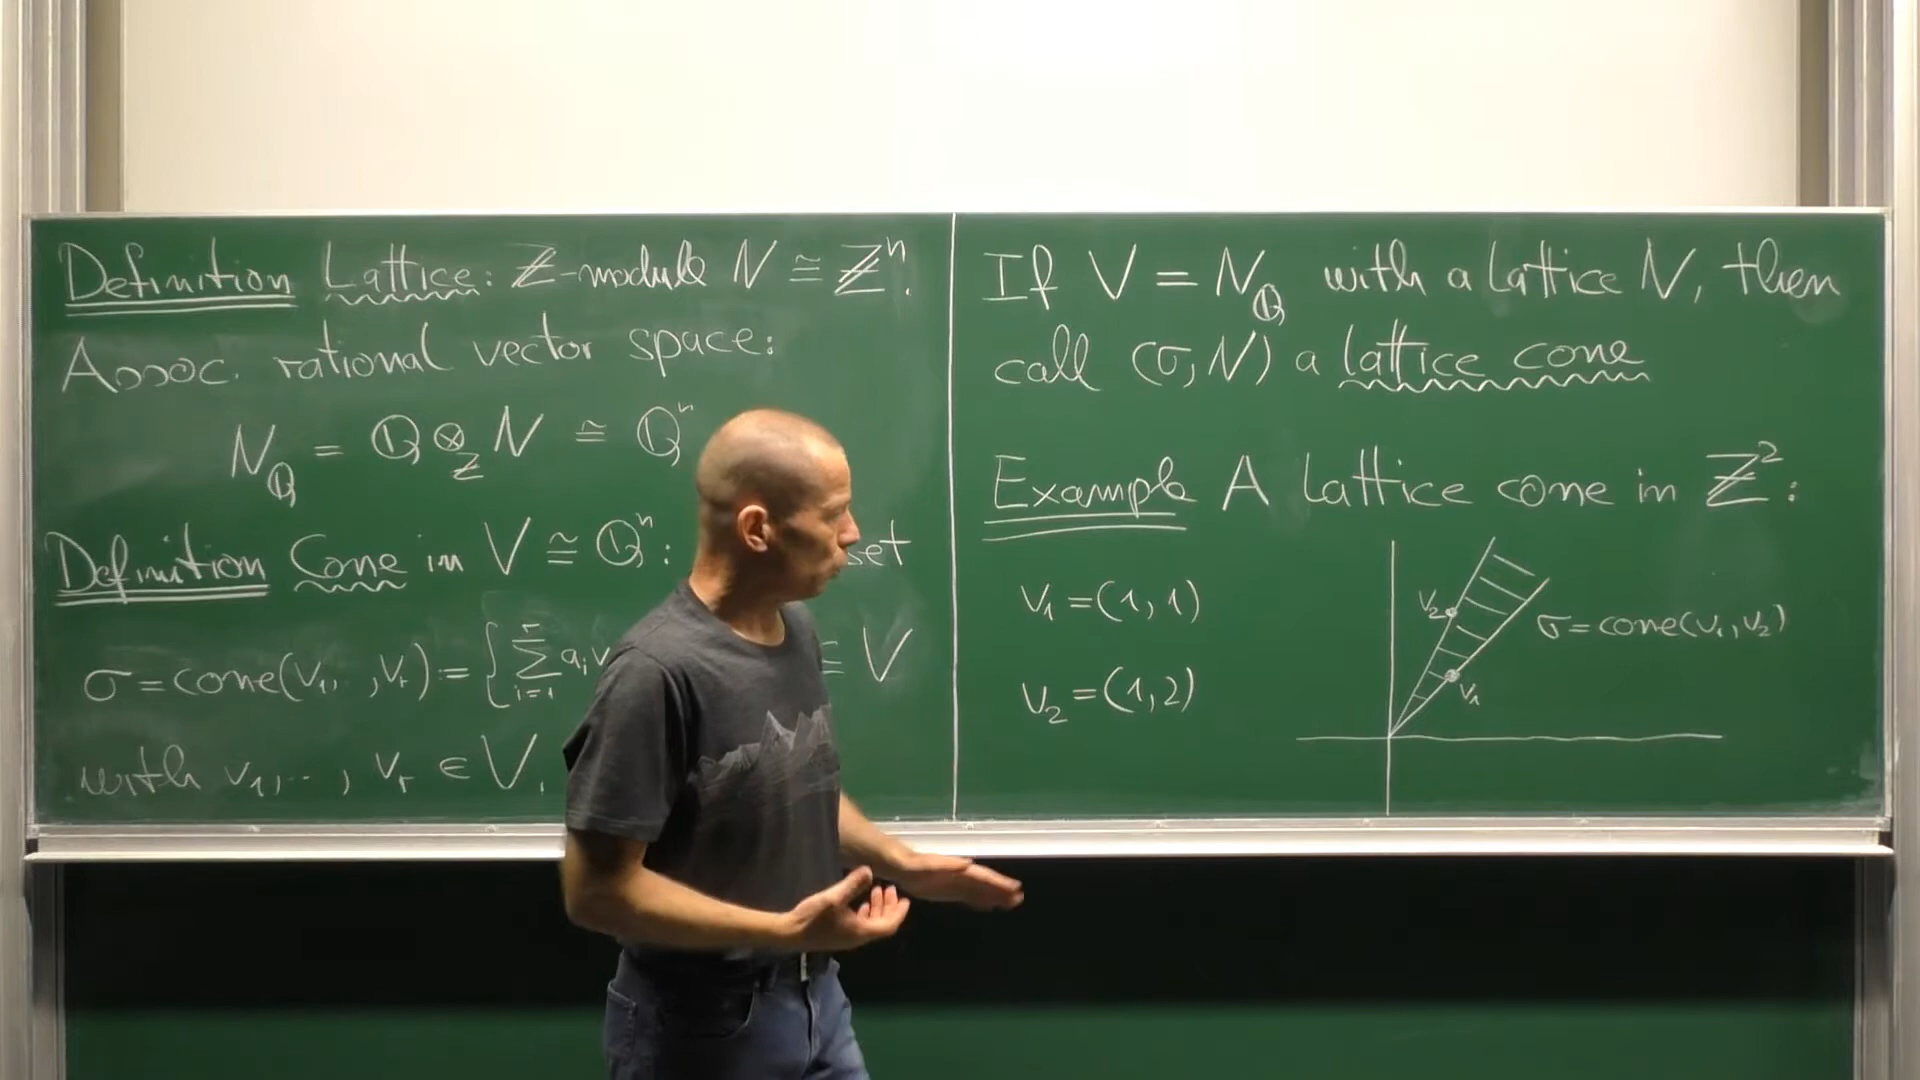 Definition Lattice: ℤ-module N ≅ ℤⁿ.
Assoc. rational vector space:
N_ℚ = ℚ ⊗_ℤ N ≅ ℚⁿ
Definition Cone in V ≅ ℚⁿ: set
σ = cone(v₁, , vᵣ) = { ∑_{i=1}^{r} aᵢ v ⊆ V
with v₁, .. , vᵣ ∈ V.
If V = N_ℚ with a lattice N, then
call (σ, N) a lattice cone
Example A lattice cone in ℤ²:
v₁ = (1, 1)
v₂ = (1, 2)
v₂
σ = cone(v₁, v₂)
v₁